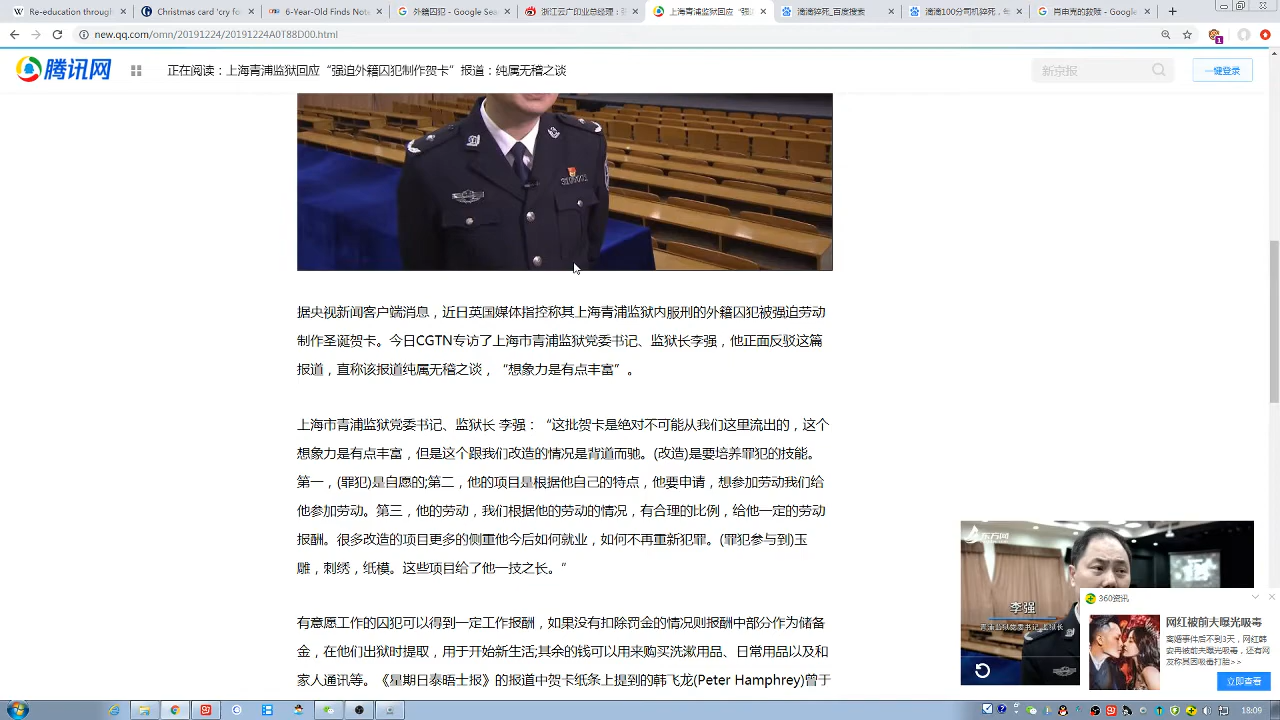 Re-education through
Christmas card 'cry fo
6-Year-Old Finds Note
外籍囚犯 - Google Sea
浙江云广印业总经理：
上海青浦监狱回应“强
滴滴猝死_百度搜索
滴滴100分司机猝死，
Google
new.qq.com/omn/20191224/20191224A0T88D00.html
腾讯网
正在阅读：上海青浦监狱回应“强迫外籍囚犯制作贺卡”报道：纯属无稽之谈
新京报
一键登录
据央视新闻客户端消息，近日英国媒体指控称其上海青浦监狱内服刑的外籍囚犯被强迫劳动
制作圣诞贺卡。今日CGTN专访了上海市青浦监狱党委书记、监狱长李强，他正面反驳这篇
报道，直称该报道纯属无稽之谈，“想象力是有点丰富”。
上海市青浦监狱党委书记、监狱长 李强：“这批贺卡是绝对不可能从我们这里流出的，这个
想象力是有点丰富，但是这个跟我们改造的情况是背道而驰。(改造)是要培养罪犯的技能。
第一，(罪犯)是自愿的;第二，他的项目是根据他自己的特点，他要申请，想参加劳动我们给
他参加劳动。第三，他的劳动，我们根据他的劳动的情况，有合理的比例，给他一定的劳动
报酬。很多改造的项目更多的侧重他今后如何就业，如何不再重新犯罪。(罪犯参与到)玉
雕，刺绣，纸模。这些项目给了他一技之长。”
有意愿工作的囚犯可以得到一定工作报酬，如果没有扣除罚金的情况则报酬中部分作为储备
金，在他们出狱时提取，用于开始新生活;其余的钱可以用来购买洗漱用品、日常用品以及和
家人通讯等。《星期日泰晤士报》的报道中贺卡纸条上提到的韩飞龙(Peter Hamphrey)曾于
东方网
李强
青浦监狱党委书记 监狱长
360资讯
网红被前夫曝光吸毒
立即查看
18:09